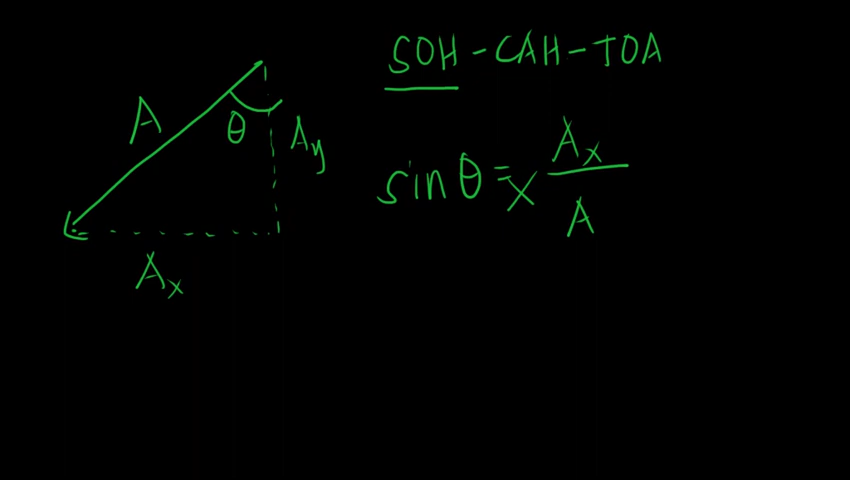 SOH - CAH - TOA
A
θ
Ay
sin θ = x Ax / A
Ax